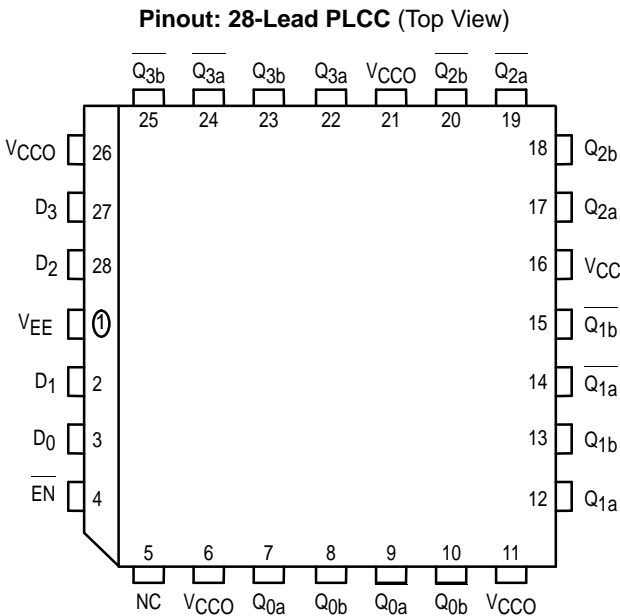 Pinout: 28-Lead PLCC (Top View)
Q3b Q3a Q3b Q3a VCCO Q2b Q2a
25 24 23 22 21 20 19
VCCO 26 18 Q2b
D3 27 17 Q2a
D2 28 16 VCC
VEE 1 15 Q1b
D1 2 14 Q1a
D0 3 13 Q1b
EN 4 12 Q1a
5 6 7 8 9 10 11
NC VCCO Q0a Q0b Q0a Q0b VCCO